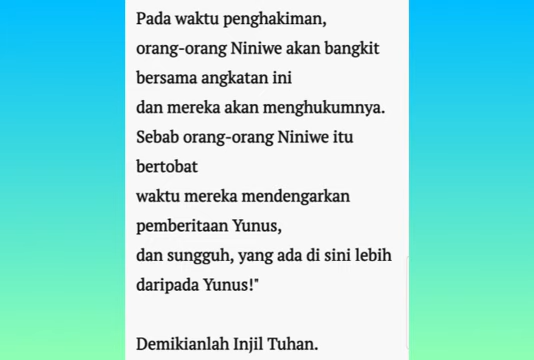 Pada waktu penghakiman,
orang-orang Niniwe akan bangkit
bersama angkatan ini
dan mereka akan menghukumnya.
Sebab orang-orang Niniwe itu
bertobat
waktu mereka mendengarkan
pemberitaan Yunus,
dan sungguh, yang ada di sini lebih
daripada Yunus!"
Demikianlah Injil Tuhan.